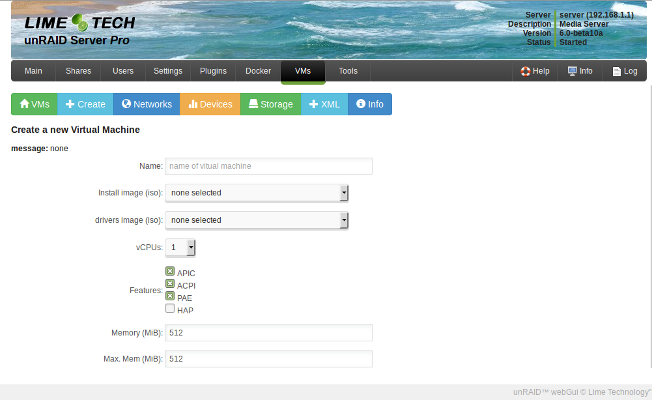 LIME TECH
unRAID Server Pro
Server server (192.168.1.1)
Description Media Server
Version 6.0-beta10a
Status Started
Main Shares Users Settings Plugins Docker VMs Tools Help Info Log
VMs Create Networks Devices Storage XML Info
Create a new Virtual Machine
message: none
Name: name of vitual machine
Install image (iso): none selected
drivers image (iso): none selected
vCPUs: 1
Features:
APIC
ACPI
PAE
HAP
Memory (MiB): 512
Max. Mem (MiB): 512
unRAID™ webGui © Lime Technology"